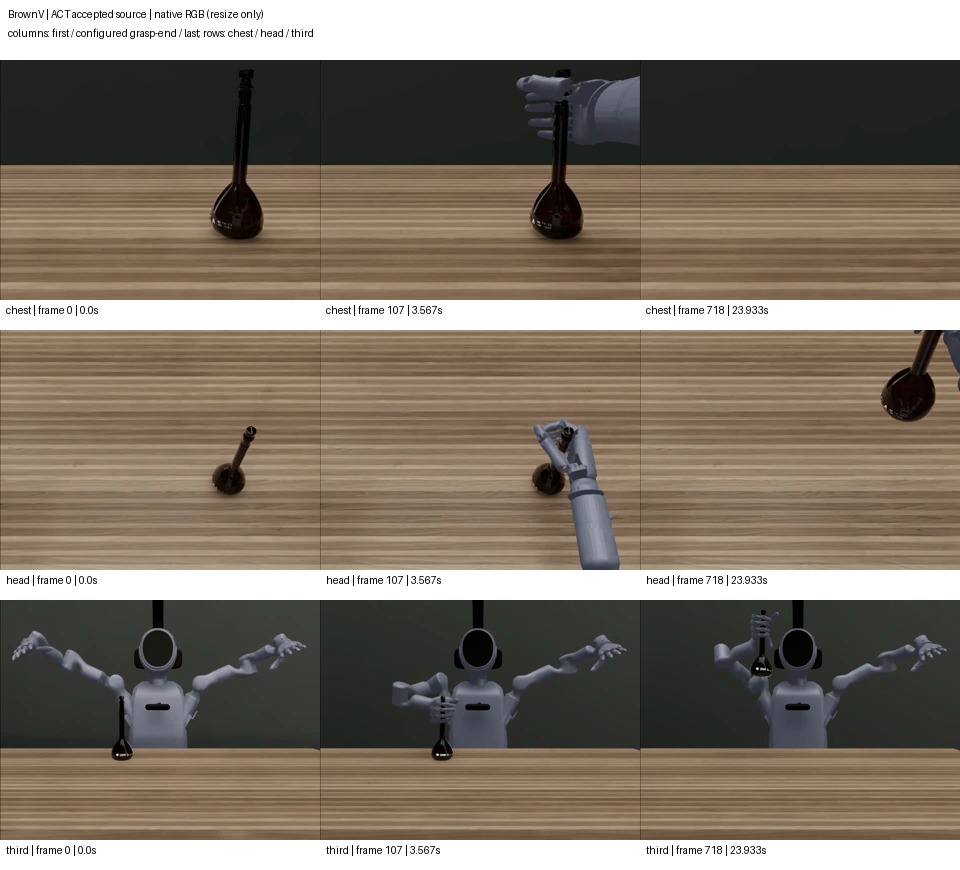 BrownV | ACT accepted source | native RGB (resize only)
columns: first / configured grasp-end / last; rows: chest / head / third
chest | frame 0 | 0.0s
chest | frame 107 | 3.567s
chest | frame 718 | 23.933s
head | frame 0 | 0.0s
head | frame 107 | 3.567s
head | frame 718 | 23.933s
third | frame 0 | 0.0s
third | frame 107 | 3.567s
third | frame 718 | 23.933s